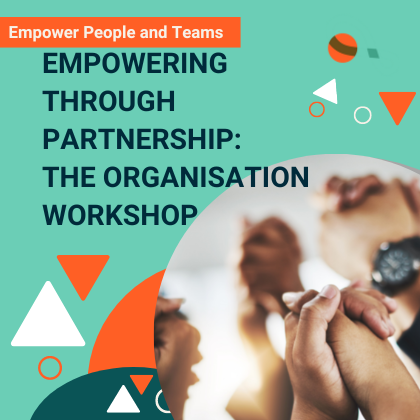 Empower People and Teams
EMPOWERING
THROUGH
PARTNERSHIP:
THE ORGANISATION
WORKSHOP